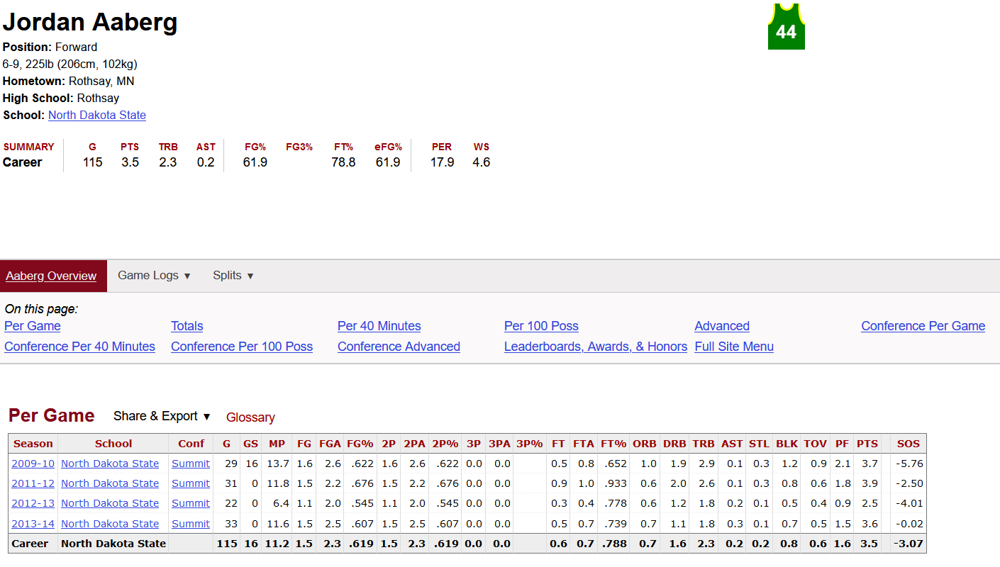 Jordan Aaberg
44
Position: Forward
6-9, 225lb (206cm, 102kg)
Hometown: Rothsay, MN
High School: Rothsay
School: North Dakota State
SUMMARY G PTS TRB AST FG% FG3% FT% eFG% PER WS
Career 115 3.5 2.3 0.2 61.9 78.8 61.9 17.9 4.6
Aaberg Overview Game Logs ▼ Splits ▼
On this page:
Per Game Totals Per 40 Minutes Per 100 Poss Advanced Conference Per Game
Conference Per 40 Minutes Conference Per 100 Poss Conference Advanced Leaderboards, Awards, & Honors Full Site Menu
Per Game Share & Export ▼ Glossary
Season School Conf G GS MP FG FGA FG% 2P 2PA 2P% 3P 3PA 3P% FT FTA FT% ORB DRB TRB AST STL BLK TOV PF PTS SOS
2009-10 North Dakota State Summit 29 16 13.7 1.6 2.6 .622 1.6 2.6 .622 0.0 0.0 0.5 0.8 .652 1.0 1.9 2.9 0.1 0.3 1.2 0.9 2.1 3.7 -5.76
2011-12 North Dakota State Summit 31 0 11.8 1.5 2.2 .676 1.5 2.2 .676 0.0 0.0 0.9 1.0 .933 0.6 2.0 2.6 0.1 0.3 0.8 0.6 1.8 3.9 -2.50
2012-13 North Dakota State Summit 22 0 6.4 1.1 2.0 .545 1.1 2.0 .545 0.0 0.0 0.3 0.4 .778 0.6 1.2 1.8 0.2 0.1 0.5 0.4 0.9 2.5 -4.01
2013-14 North Dakota State Summit 33 0 11.6 1.5 2.5 .607 1.5 2.5 .607 0.0 0.0 0.5 0.7 .739 0.7 1.1 1.8 0.3 0.1 0.7 0.5 1.5 3.6 -0.02
Career North Dakota State 115 16 11.2 1.5 2.3 .619 1.5 2.3 .619 0.0 0.0 0.6 0.7 .788 0.7 1.6 2.3 0.2 0.2 0.8 0.6 1.6 3.5 -3.07